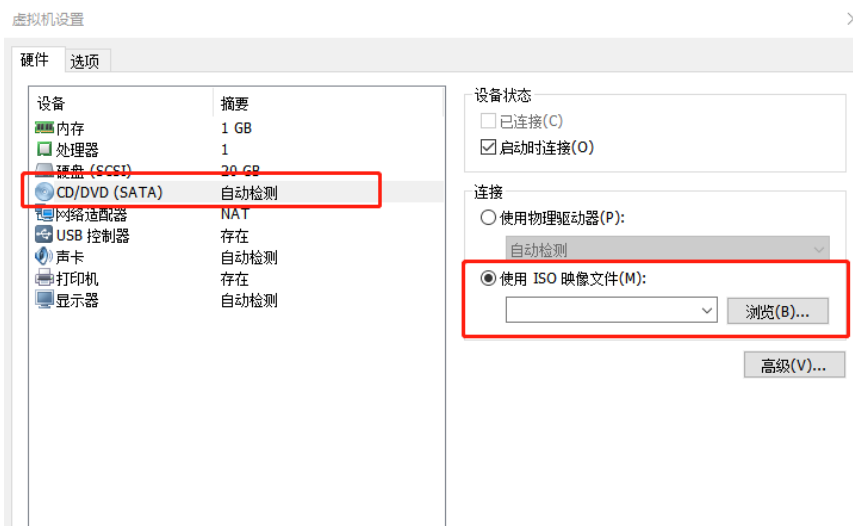 虚拟机设置
硬件 选项
设备 摘要
内存 1 GB
处理器 1
硬盘 (SCSI) 20 GB
CD/DVD (SATA) 自动检测
网络适配器 NAT
USB 控制器 存在
声卡 自动检测
打印机 存在
显示器 自动检测
设备状态
已连接(C)
启动时连接(O)
连接
使用物理驱动器(P):
自动检测
使用 ISO 映像文件(M):
浏览(B)...
高级(V)...